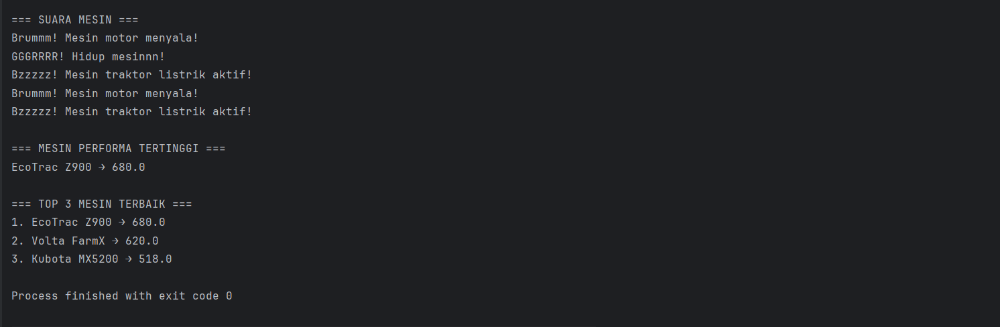 === SUARA MESIN ===
Brummm! Mesin motor menyala!
GGGRRRR! Hidup mesinnn!
Bzzzzz! Mesin traktor listrik aktif!
Brummm! Mesin motor menyala!
Bzzzzz! Mesin traktor listrik aktif!
=== MESIN PERFORMA TERTINGGI ===
EcoTrac Z900 → 680.0
=== TOP 3 MESIN TERBAIK ===
1. EcoTrac Z900 → 680.0
2. Volta FarmX → 620.0
3. Kubota MX5200 → 518.0
Process finished with exit code 0